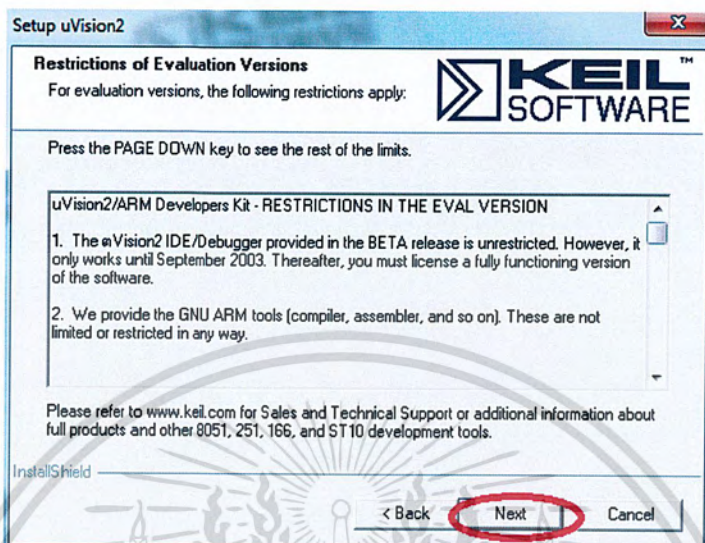 Setup uVision2
Restrictions of Evaluation Versions
For evaluation versions, the following restrictions apply:
KEIL™
SOFTWARE
Press the PAGE DOWN key to see the rest of the limits.
uVision2/ARM Developers Kit - RESTRICTIONS IN THE EVAL VERSION
1. The mVision2 IDE/Debugger provided in the BETA release is unrestricted. However, it
only works until September 2003. Thereafter, you must license a fully functioning version
of the software.
2. We provide the GNU ARM tools (compiler, assembler, and so on). These are not
limited or restricted in any way.
Please refer to www.keil.com for Sales and Technical Support or additional information about
full products and other 8051, 251, 166, and ST10 development tools.
InstallShield
< Back
Next
Cancel